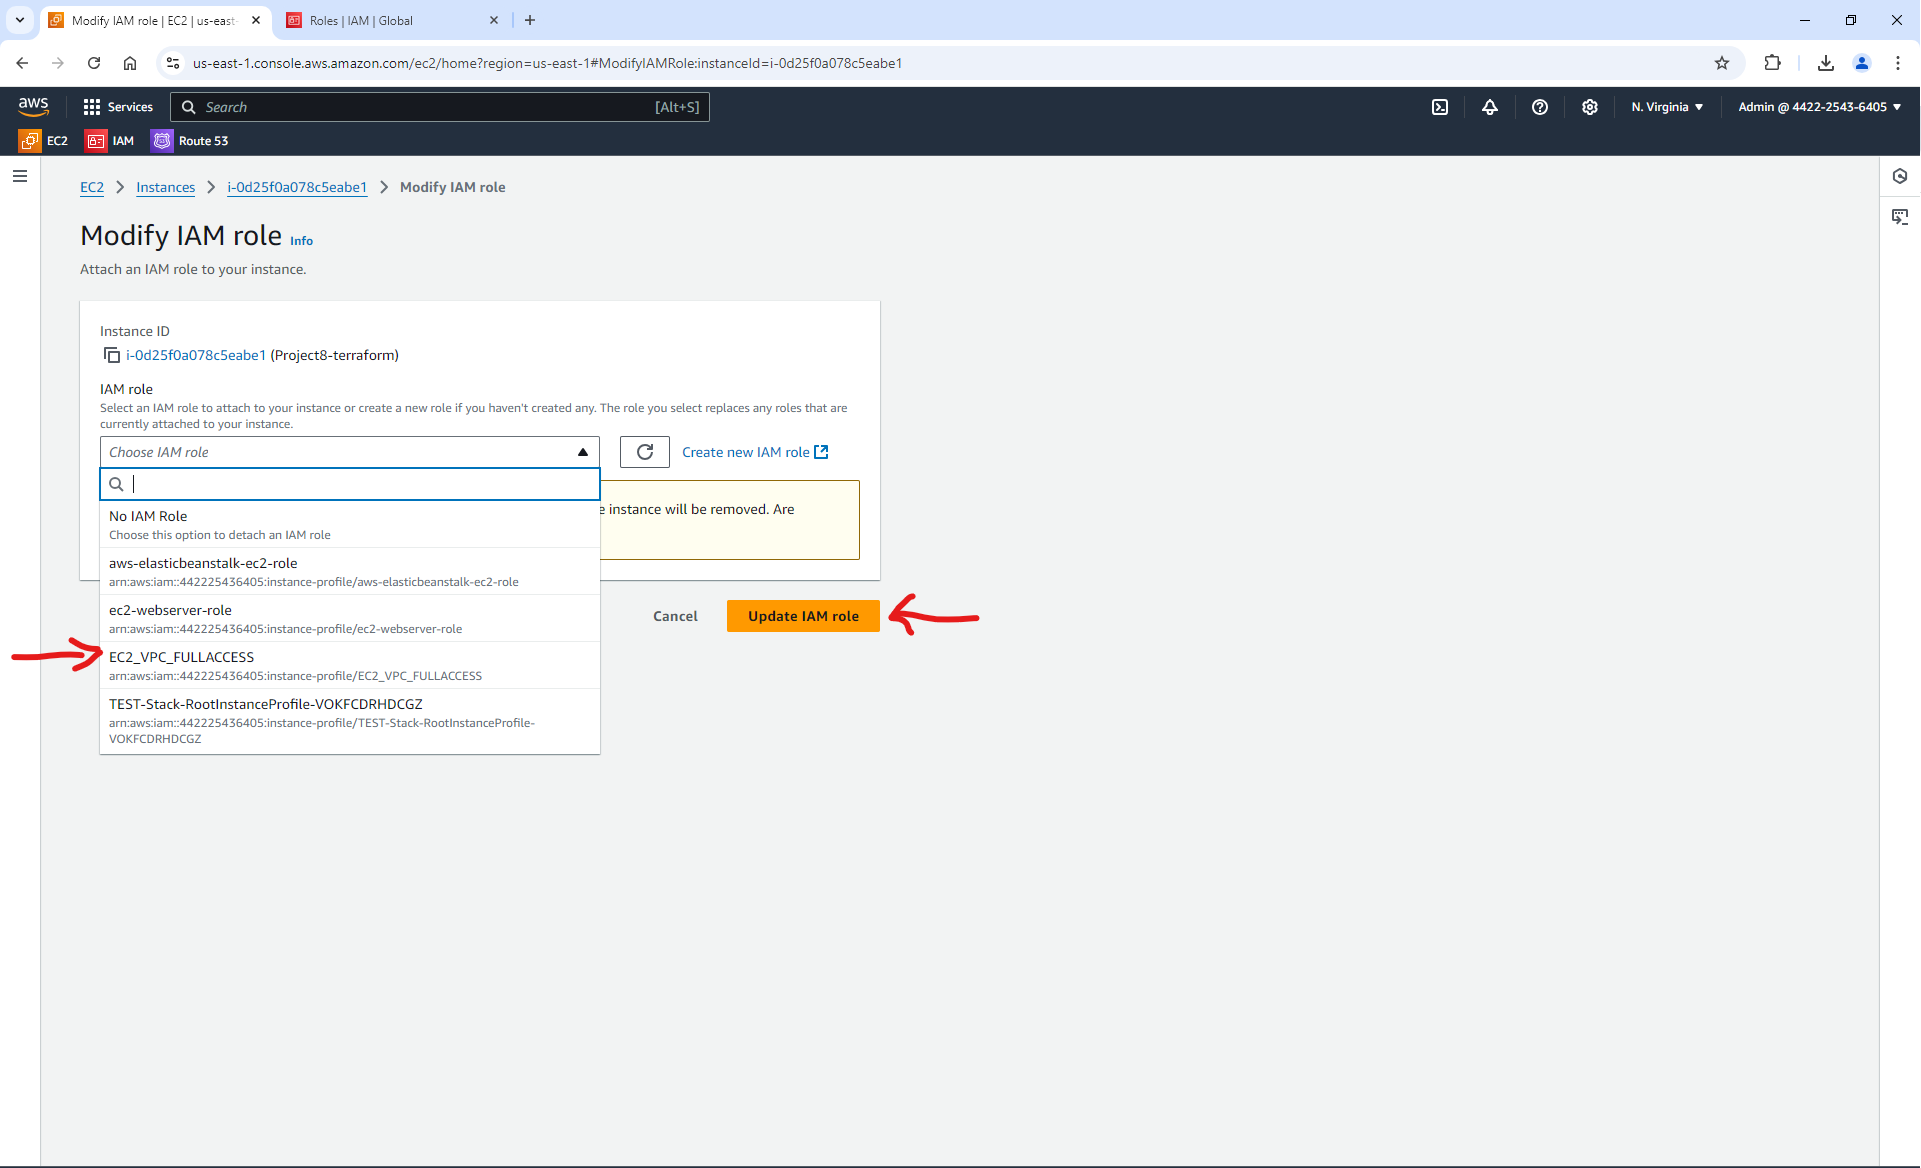 Modify IAM role | EC2 | us-east-
Roles | IAM | Global
us-east-1.console.aws.amazon.com/ec2/home?region=us-east-1#ModifyIAMRole:instanceId=i-0d25f0a078c5eabe1
aws
Services
Search
[Alt+S]
N. Virginia
Admin @ 4422-2543-6405
EC2
IAM
Route 53
EC2
Instances
i-0d25f0a078c5eabe1
Modify IAM role
Modify IAM role Info
Attach an IAM role to your instance.
Instance ID
i-0d25f0a078c5eabe1 (Project8-terraform)
IAM role
Select an IAM role to attach to your instance or create a new role if you haven't created any. The role you select replaces any roles that are
currently attached to your instance.
Choose IAM role
Create new IAM role
e instance will be removed. Are
No IAM Role
Choose this option to detach an IAM role
aws-elasticbeanstalk-ec2-role
arn:aws:iam::442225436405:instance-profile/aws-elasticbeanstalk-ec2-role
ec2-webserver-role
arn:aws:iam::442225436405:instance-profile/ec2-webserver-role
Cancel
Update IAM role
EC2_VPC_FULLACCESS
arn:aws:iam::442225436405:instance-profile/EC2_VPC_FULLACCESS
TEST-Stack-RootInstanceProfile-VOKFCDRHDCGZ
arn:aws:iam::442225436405:instance-profile/TEST-Stack-RootInstanceProfile-
VOKFCDRHDCGZ